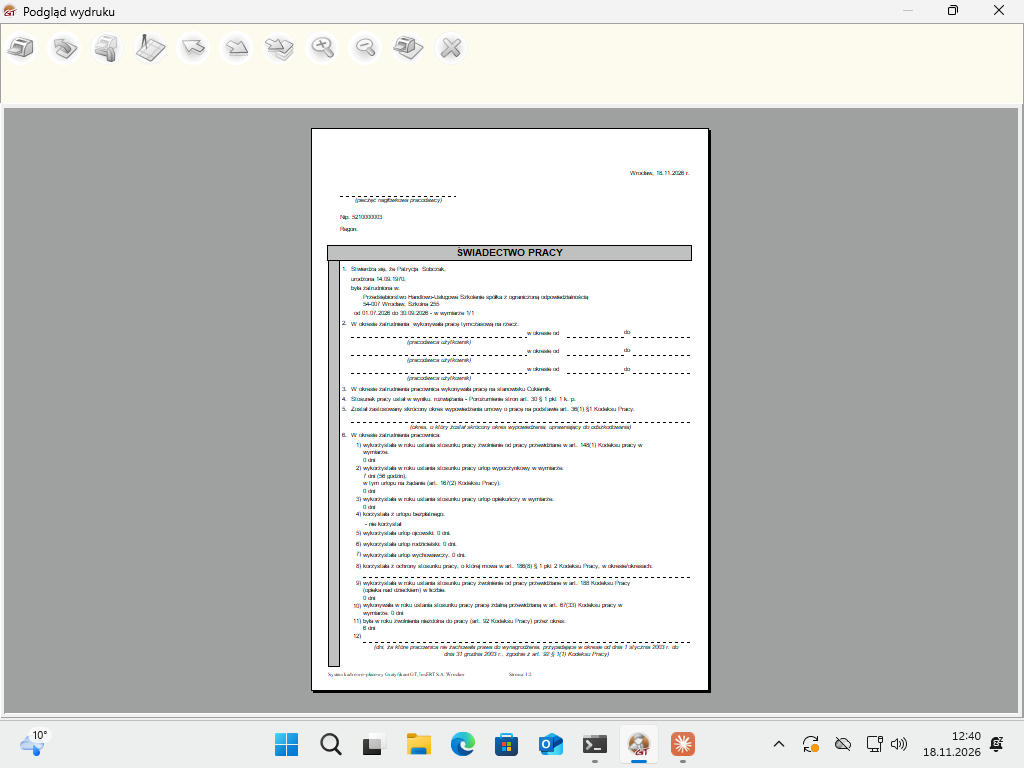 Podgląd wydruku
Wrocław, 18.11.2026 r.
(pieczęć nagłówkowa pracodawcy)
Nip. 5210000003
Regon.
ŚWIADECTWO PRACY
1. Stwierdza się, że Patrycja Sobczak,
urodzona 14.09.1970,
była zatrudniona w.
Przedsiębiorstwo Handlowo-Usługowe Szkolenie spółka z ograniczoną odpowiedzialnością
54-007 Wrocław, Szkolna 255
od 01.07.2026 do 30.09.2026 - w wymiarze 1/1
2. W okresie zatrudnienia wykonywała pracę tymczasową na rzecz.
w okresie od do
(pracodawca użytkownik)
w okresie od do
(pracodawca użytkownik)
w okresie od do
(pracodawca użytkownik)
3. W okresie zatrudnienia pracownica wykonywała pracę na stanowisku Cukiernik.
4. Stosunek pracy ustał w wyniku. rozwiązania - Porozumienie stron art. 30 § 1 pkt 1 k. p.
5. Został zastosowany skrócony okres wypowiedzenia umowy o pracę na podstawie art. 36(1) §1 Kodeksu Pracy.
(okres, o który został skrócony okres wypowiedzenia, uprawniający do odszkodowania)
6. W okresie zatrudnienia pracownica.
1) wykorzystała w roku ustania stosunku pracy zwolnienie od pracy przewidziane w art. 148(1) Kodeksu pracy w
wymiarze.
0 dni
2) wykorzystała w roku ustania stosunku pracy urlop wypoczynkowy w wymiarze.
7 dni (56 godzin),
w tym urlopu na żądanie (art. 167(2) Kodeksu Pracy).
0 dni
3) wykorzystała w roku ustania stosunku pracy urlop opiekuńczy w wymiarze.
0 dni
4) korzystała z urlopu bezpłatnego.
- nie korzystał
5) wykorzystała urlop ojcowski. 0 dni.
6) wykorzystała urlop rodzicielski. 0 dni.
7) wykorzystała urlop wychowawczy. 0 dni.
8) korzystała z ochrony stosunku pracy, o której mowa w art. 186(8) § 1 pkt 2 Kodeksu Pracy, w okresie/okresach.
9) wykorzystała w roku ustania stosunku pracy zwolnienie od pracy przewidziane w art. 188 Kodeksu Pracy
(opieka nad dzieckiem) w liczbie.
0 dni
10) wykonywała w roku ustania stosunku pracy pracę zdalną przewidzianą w art. 67(33) Kodeksu pracy w
wymiarze. 0 dni
11) była w roku zwolnienia niezdolna do pracy (art. 92 Kodeksu Pracy) przez okres.
6 dni
12)
(dni, za które pracownica nie zachowała prawa do wynagrodzenia, przypadające w okresie od dnia 1 stycznia 2003 r. do
dnia 31 grudnia 2003 r., zgodnie z art. 92 § 1(1) Kodeksu Pracy)
System kadrowo-płacowy Gratyfikant GT, InsERT S.A. Wrocław Strona: 1/2
10°
12:40
18.11.2026